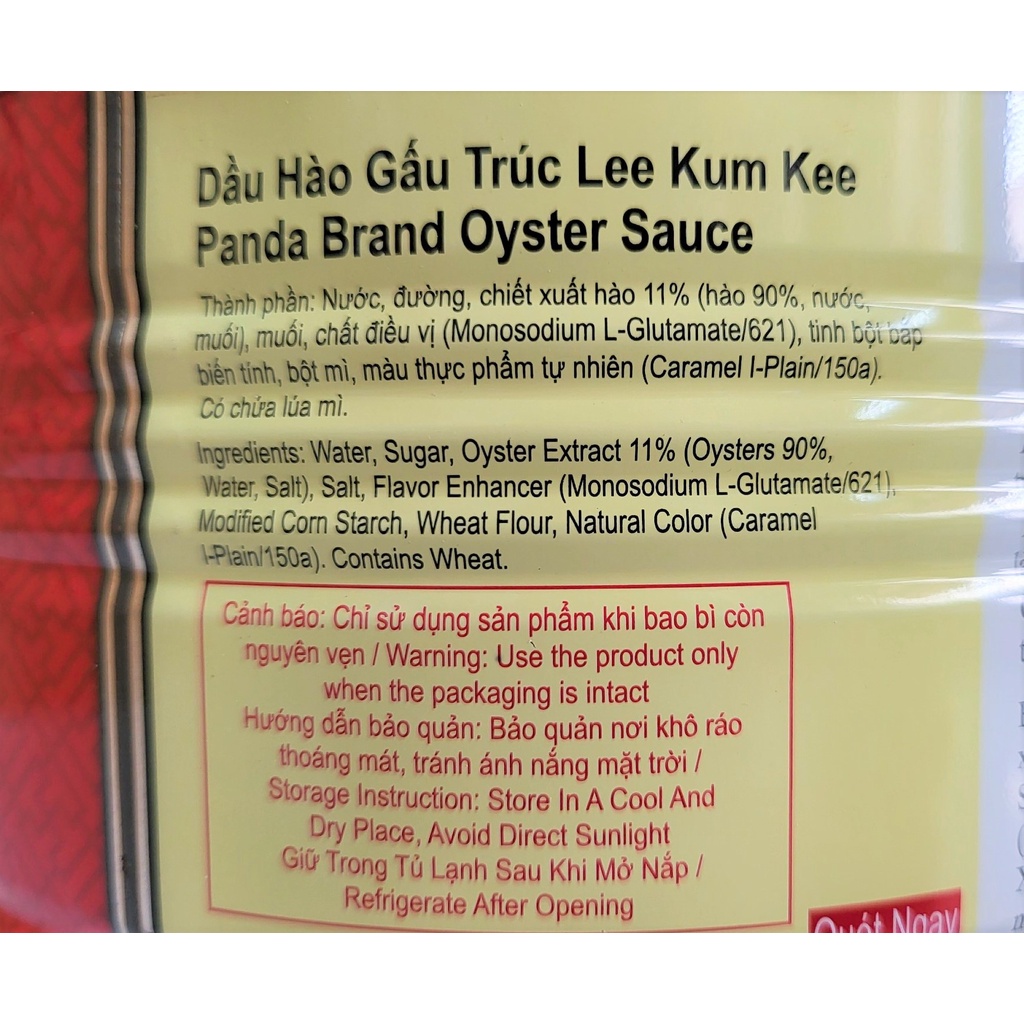 Dầu Hào Gấu Trúc Lee Kum Kee
Panda Brand Oyster Sauce
Thành phần: Nước, đường, chiết xuất hào 11% (hào 90%, nước,
muối), muối, chất điều vị (Monosodium L-Glutamate/621), tinh bột bắp
biến tính, bột mì, màu thực phẩm tự nhiên (Caramel I-Plain/150a).
Có chứa lúa mì.
Ingredients: Water, Sugar, Oyster Extract 11% (Oysters 90%,
Water, Salt), Salt, Flavor Enhancer (Monosodium L-Glutamate/621),
Modified Corn Starch, Wheat Flour, Natural Color (Caramel
I-Plain/150a). Contains Wheat.
Cảnh báo: Chỉ sử dụng sản phẩm khi bao bì còn
nguyên vẹn / Warning: Use the product only
when the packaging is intact
Hướng dẫn bảo quản: Bảo quản nơi khô ráo
thoáng mát, tránh ánh nắng mặt trời /
Storage Instruction: Store In A Cool And
Dry Place, Avoid Direct Sunlight
Giữ Trong Tủ Lạnh Sau Khi Mở Nắp /
Refrigerate After Opening
Quét Ngay